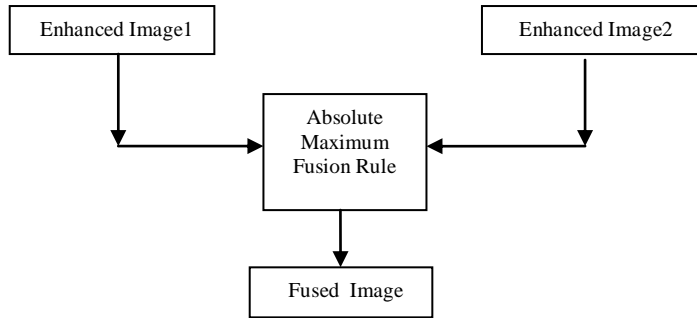 Enhanced Image1
Enhanced Image2
Absolute
Maximum
Fusion Rule
Fused Image